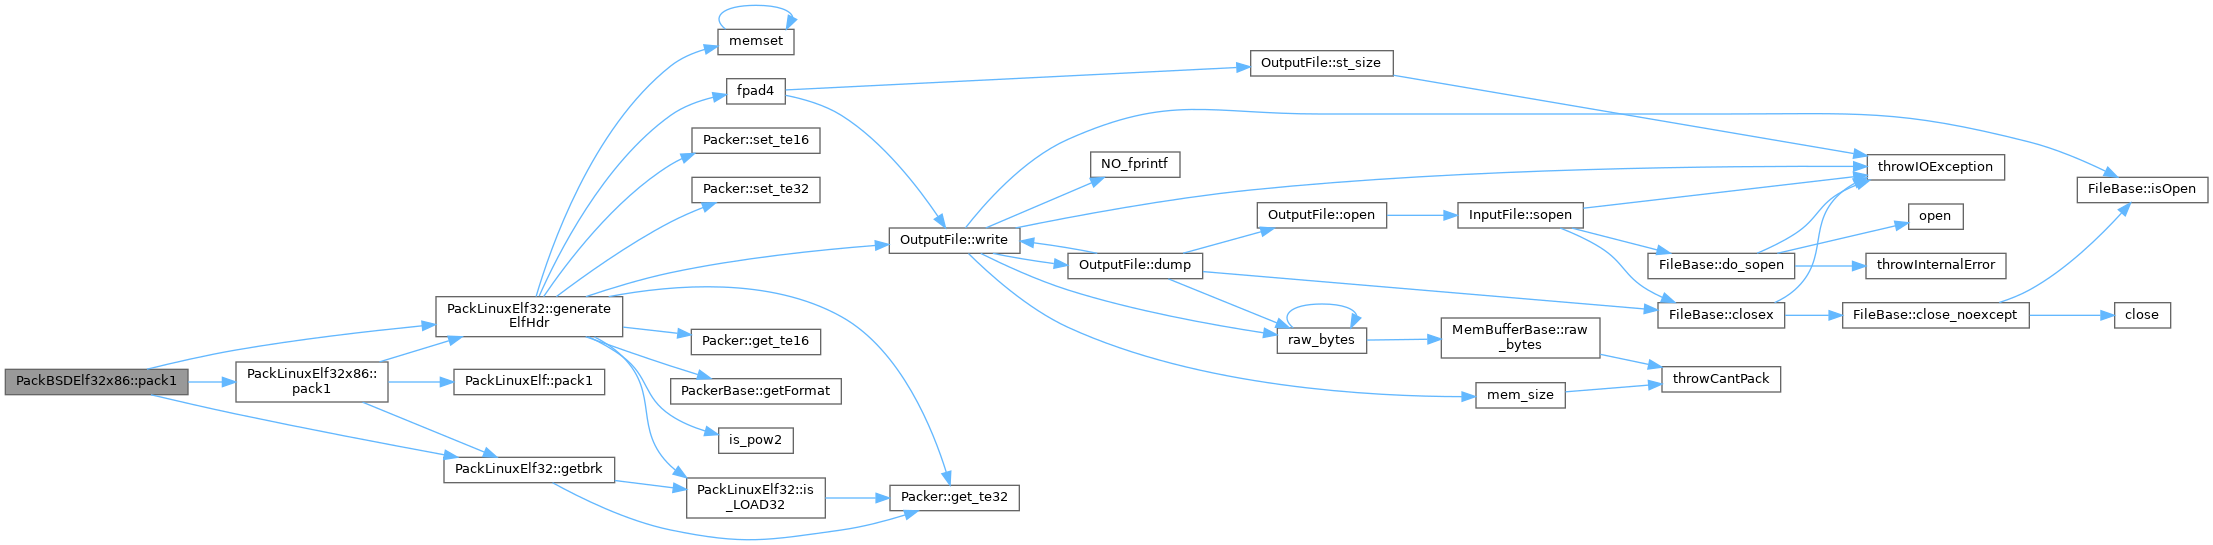 PackBSDElf32x86::pack1
PackLinuxElf32x86::
pack1
PackLinuxElf32::generate
ElfHdr
PackLinuxElf::pack1
PackLinuxElf32::getbrk
memset
fpad4
Packer::set_te16
Packer::set_te32
Packer::get_te16
PackerBase::getFormat
is_pow2
PackLinuxElf32::is
_LOAD32
OutputFile::write
Packer::get_te32
NO_fprintf
OutputFile::dump
OutputFile::st_size
OutputFile::open
raw_bytes
InputFile::sopen
MemBufferBase::raw
_bytes
mem_size
FileBase::do_sopen
FileBase::closex
throwCantPack
throwIOException
open
throwInternalError
FileBase::close_noexcept
FileBase::isOpen
close